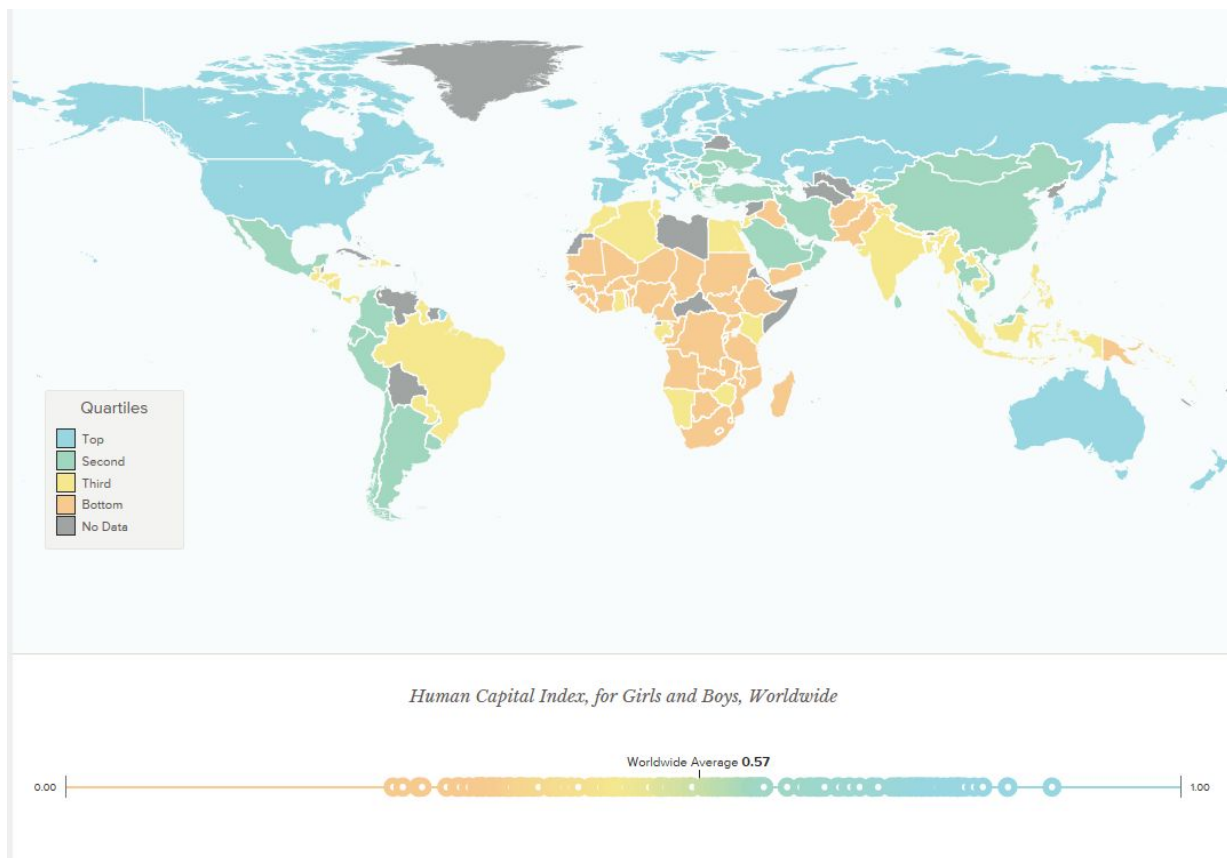 Quartiles
Top
Second
Third
Bottom
No Data
Human Capital Index, for Girls and Boys, Worldwide
Worldwide Average 0.57
0.00
1.00